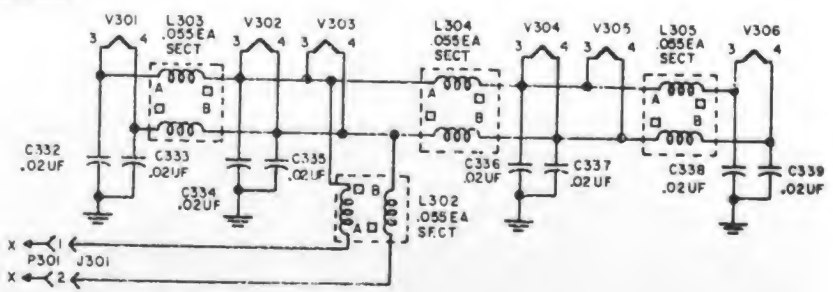 V301
3 4
L303
.055EA
SECT
A
B
V302
3 4
V303
3 4
L304
.055EA
SECT
A
B
V304
3 4
V305
3 4
L305
.055EA
SECT
A
B
V306
3 4
C332
.02UF
C333
.02UF
C334
.02UF
C335
.02UF
C336
.02UF
C337
.02UF
C338
.02UF
C339
.02UF
B
A
L302
.055EA
SECT
X 1
P301 J301
X 2